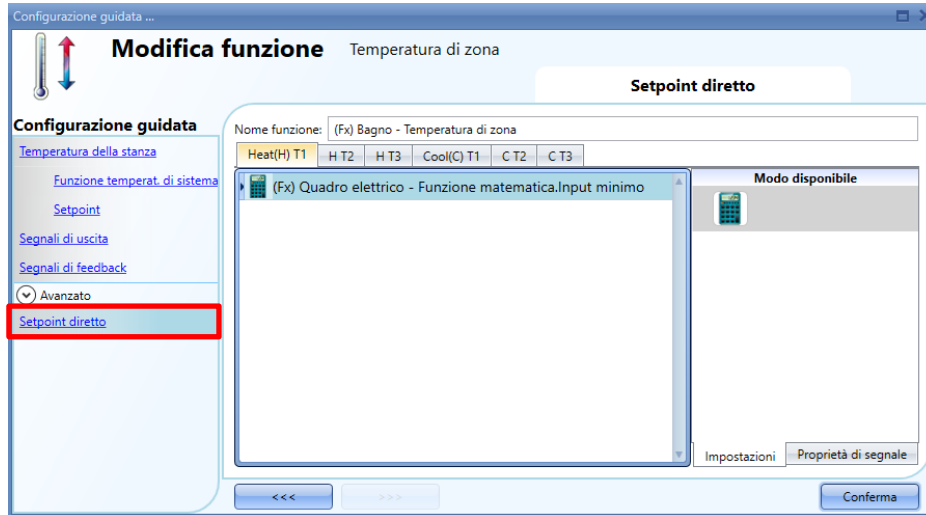 Configurazione guidata ...
Modifica funzione Temperatura di zona
Setpoint diretto
Configurazione guidata
Temperatura della stanza
Funzione temperat. di sistema
Setpoint
Segnali di uscita
Segnali di feedback
Avanzato
Setpoint diretto
Nome funzione: (Fx) Bagno - Temperatura di zona
Heat(H) T1 H T2 H T3 Cool(C) T1 C T2 C T3
(Fx) Quadro elettrico - Funzione matematica.Input minimo
Modo disponibile
Impostazioni Proprietà di segnale
<<< >>> Conferma